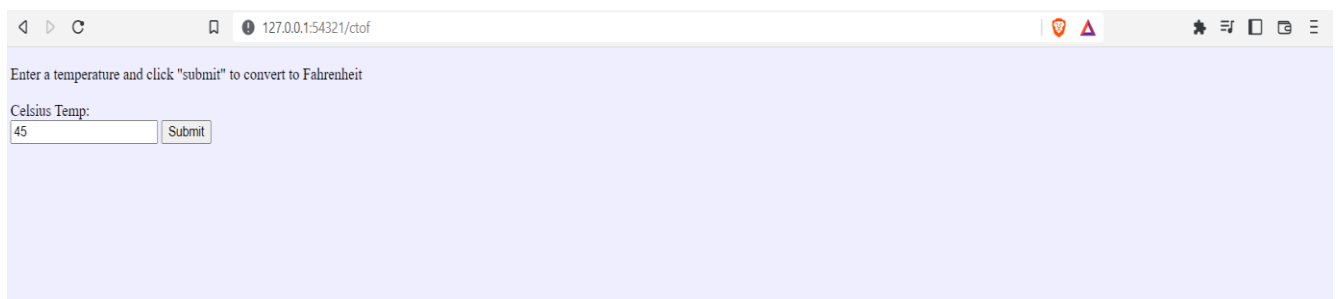 127.0.0.1:54321/ctof
Enter a temperature and click "submit" to convert to Fahrenheit
Celsius Temp:
45 Submit